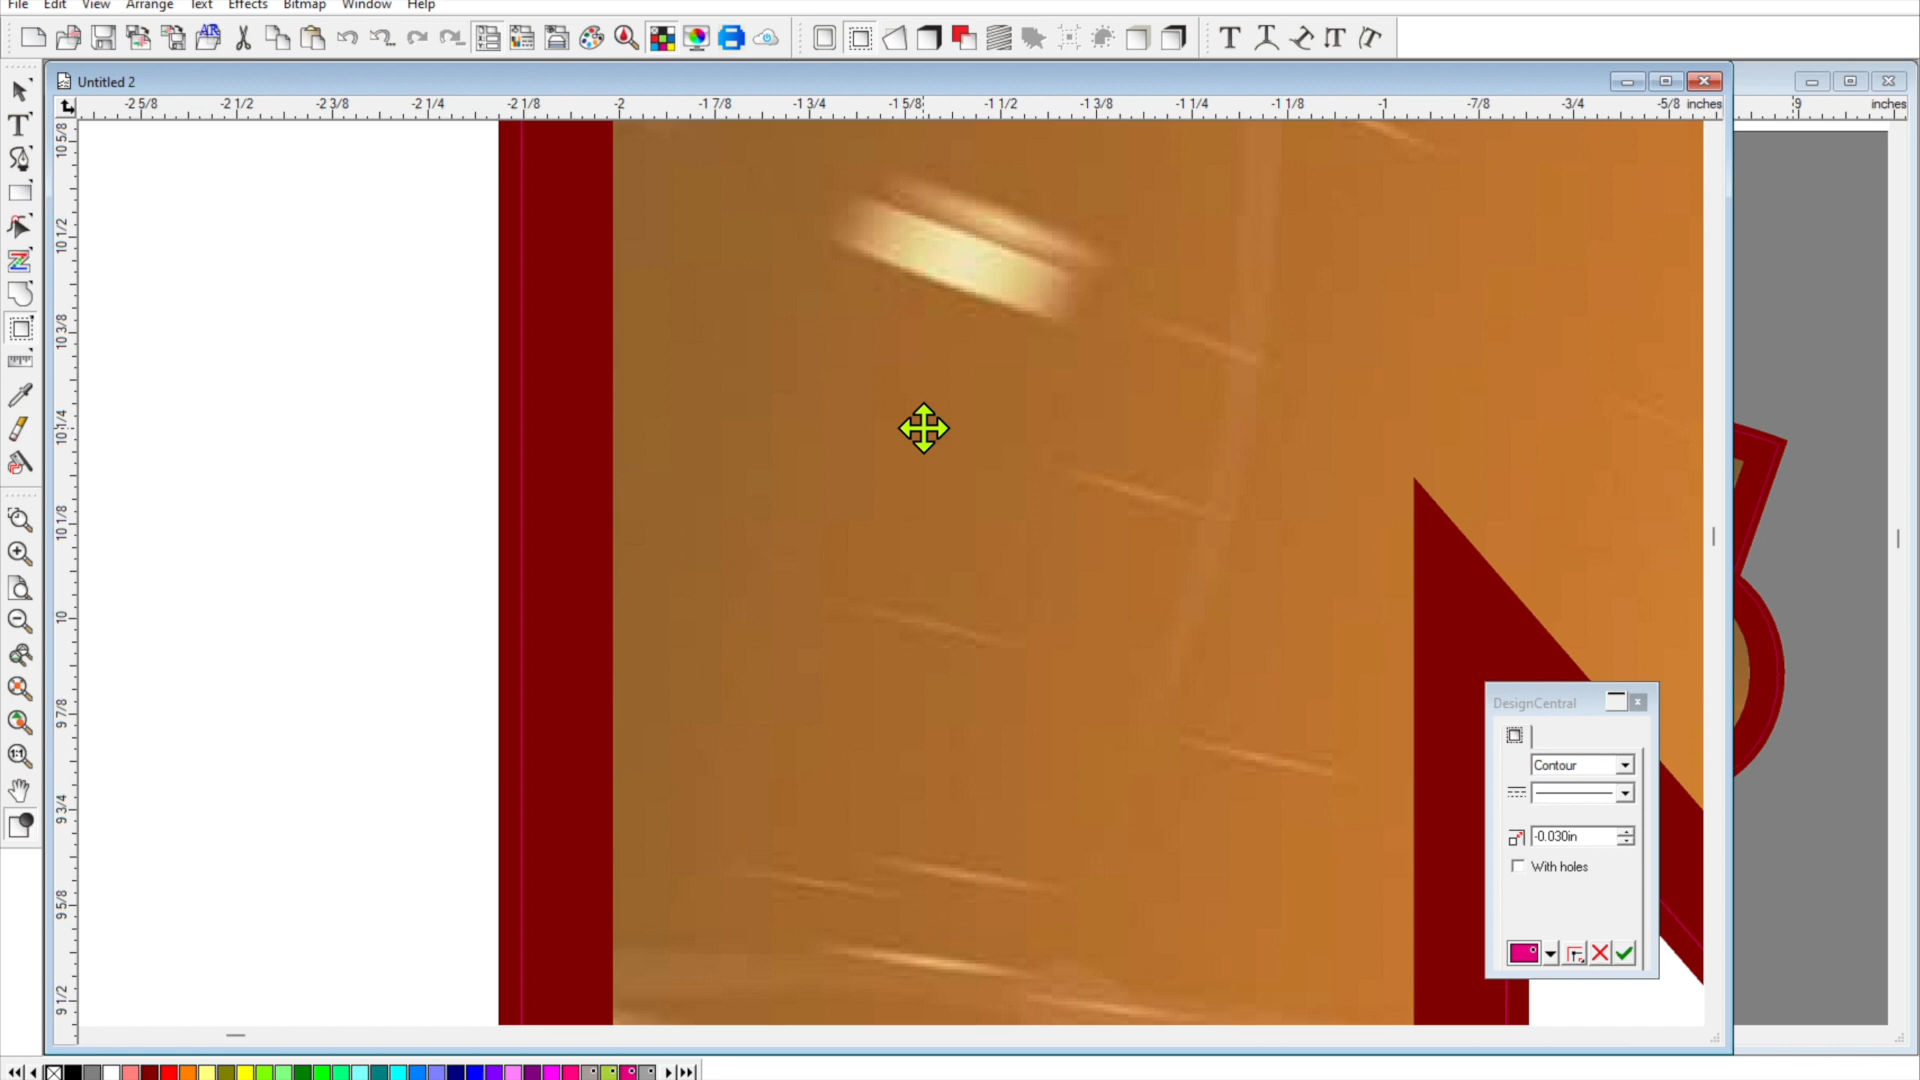 File Edit View Arrange Text Effects Bitmap Window Help
Untitled 2
-2 5/8 -2 1/2 -2 3/8 -2 1/4 -2 1/8 -2 -1 7/8 -1 3/4 -1 5/8 -1 1/2 -1 3/8 -1 1/4 -1 1/8 -1 -7/8 -3/4 -5/8 inches 9 inches
10 5/8
10 1/2
10 3/8
10 1/4
10 1/8
10
9 7/8
9 3/4
9 5/8
9 1/2
DesignCentral
Contour
-0.030in
With holes